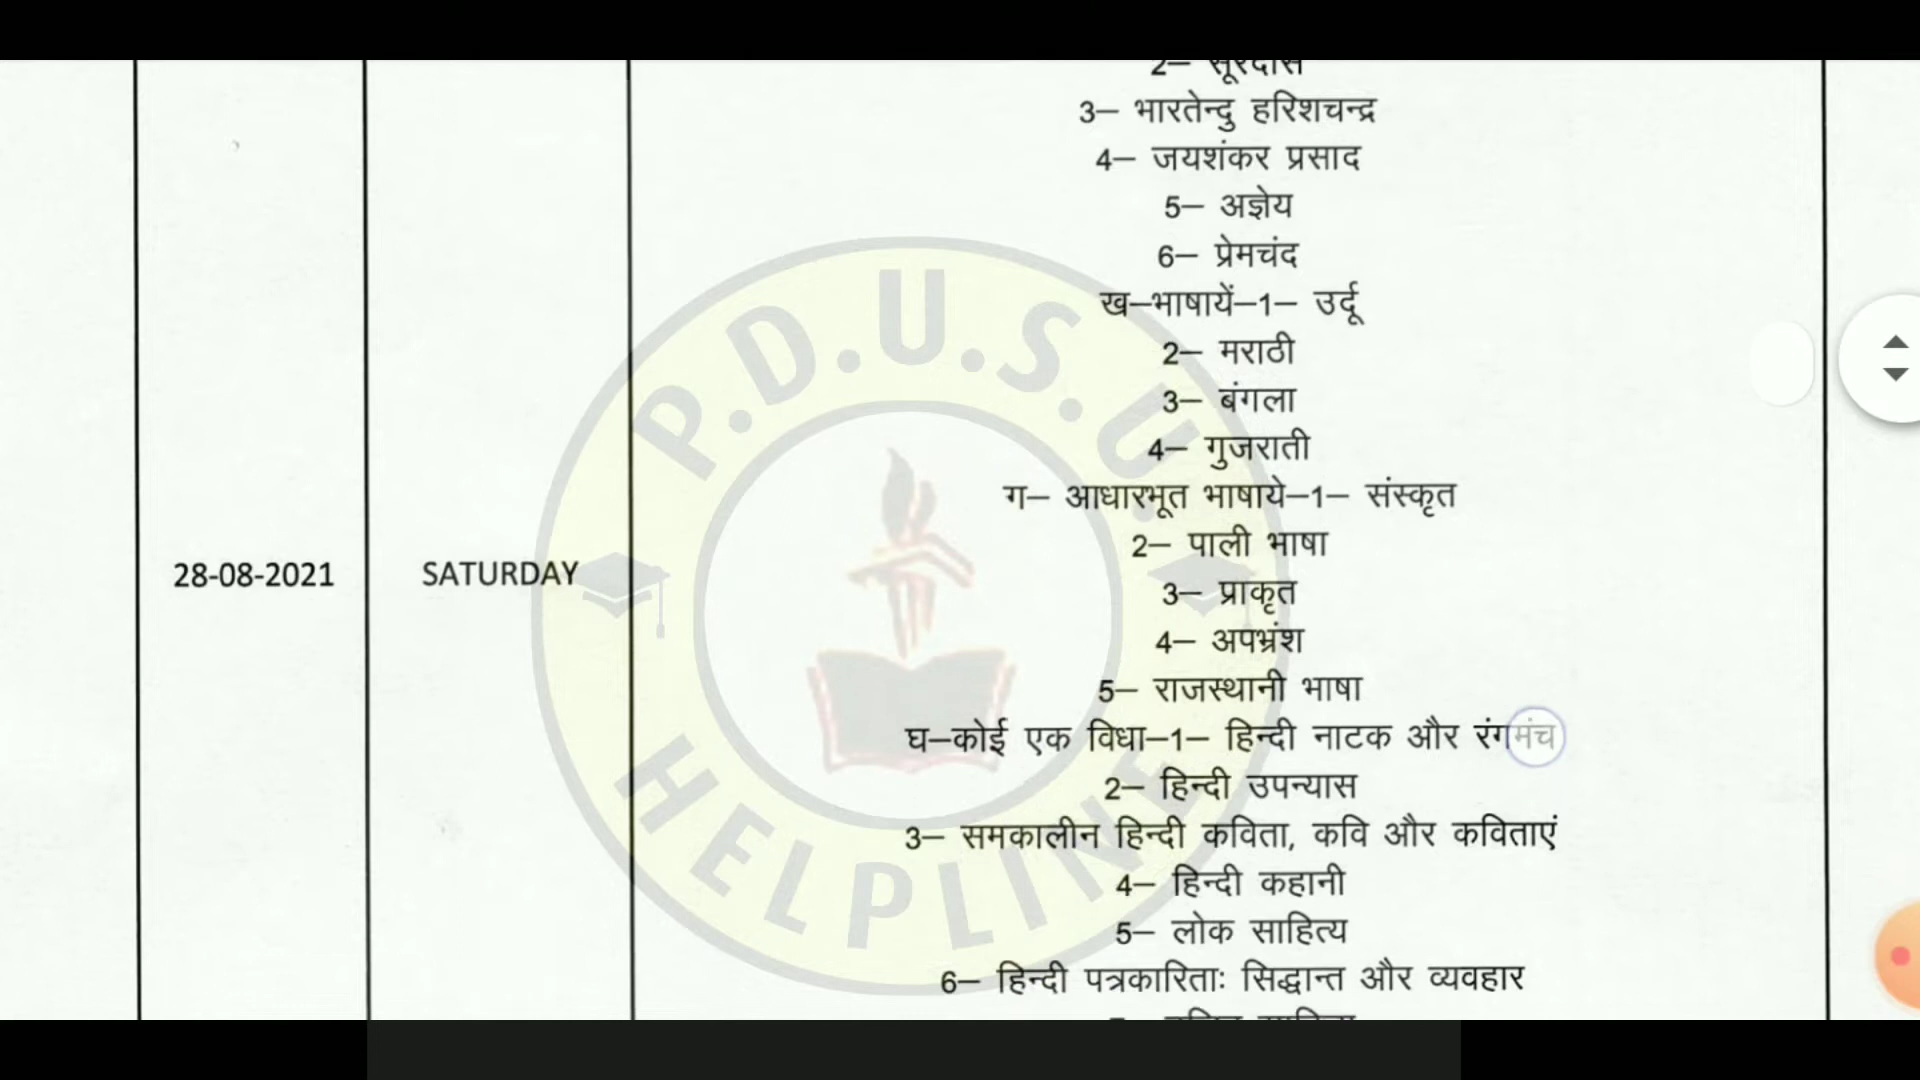 2– सूरदास
3– भारतेन्दु हरिशचन्द्र
4– जयशंकर प्रसाद
5– अज्ञेय
6– प्रेमचंद
ख–भाषायें–1– उर्दू
2– मराठी
3– बंगला
4– गुजराती
ग– आधारभूत भाषाये–1– संस्कृत
2– पाली भाषा
28-08-2021 SATURDAY
3– प्राकृत
4– अपभ्रंश
5– राजस्थानी भाषा
घ–कोई एक विधा–1– हिन्दी नाटक और रंगमंच
2– हिन्दी उपन्यास
3– समकालीन हिन्दी कविता, कवि और कविताएं
4– हिन्दी कहानी
5– लोक साहित्य
6– हिन्दी पत्रकारिताः सिद्धान्त और व्यवहार
P.D.U.S.U.
HELPLINE